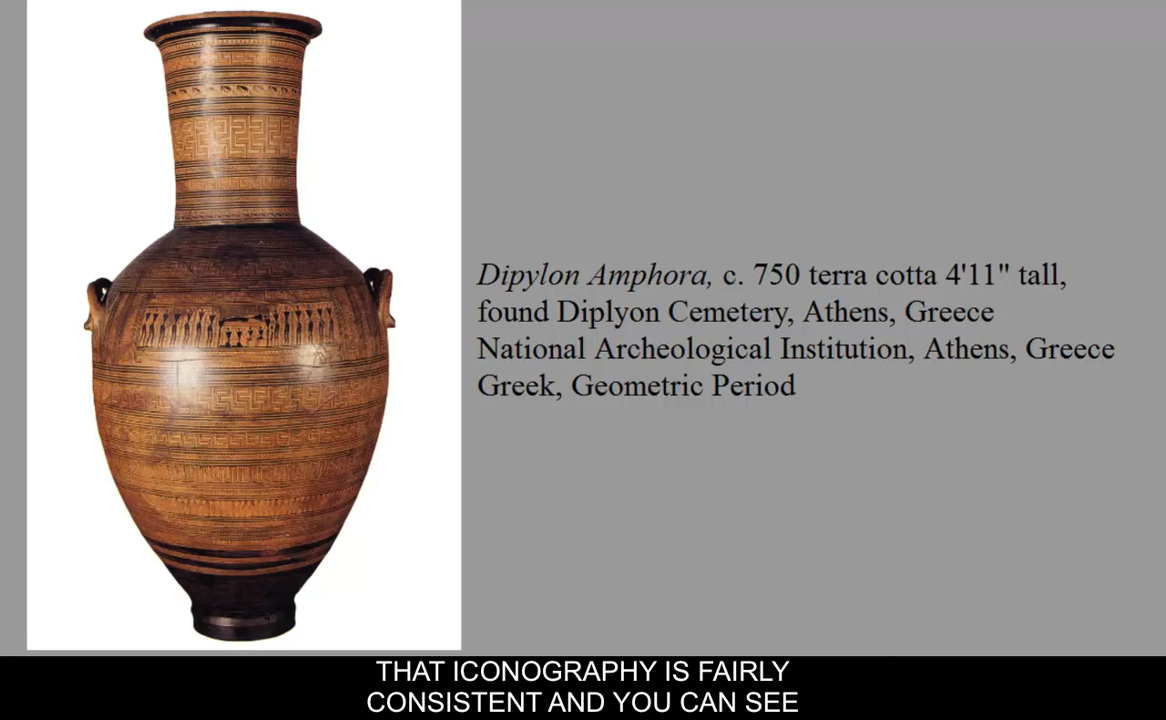 Dipylon Amphora, c. 750 terra cotta 4'11" tall,
found Diplyon Cemetery, Athens, Greece
National Archeological Institution, Athens, Greece
Greek, Geometric Period
THAT ICONOGRAPHY IS FAIRLY
CONSISTENT AND YOU CAN SEE